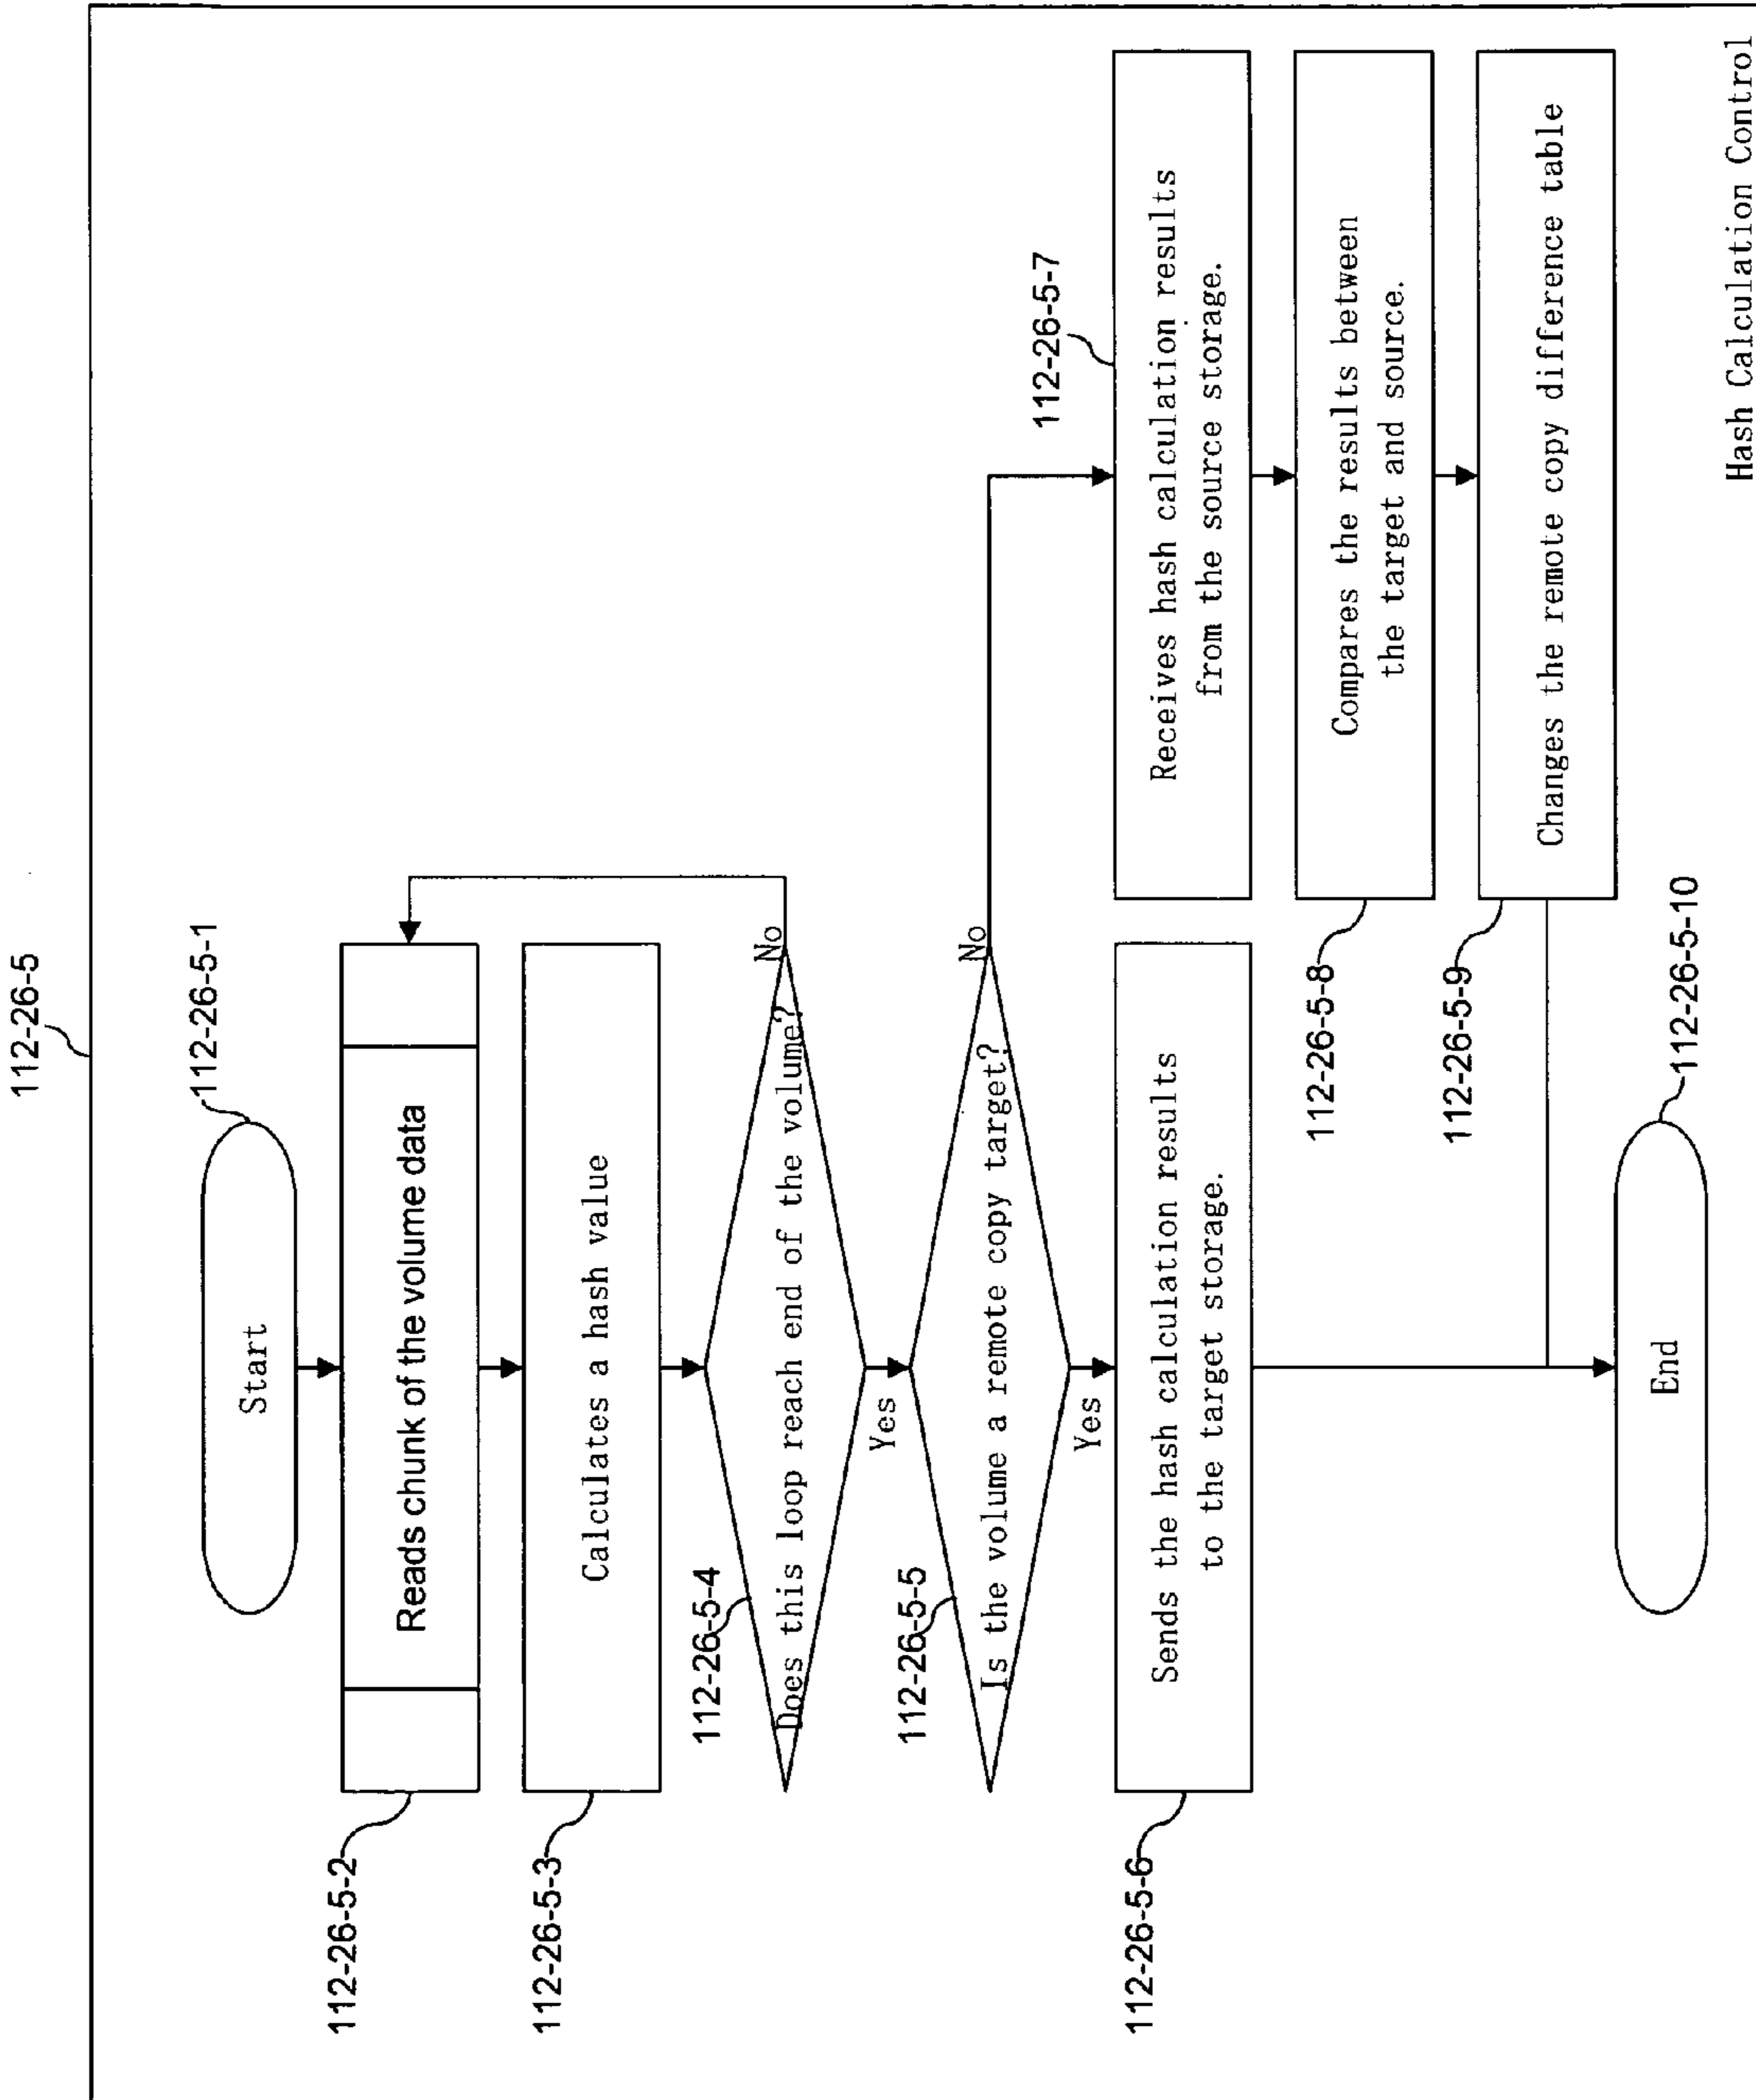 112-26-5
Start
112-26-5-1
Reads chunk of the volume data
112-26-5-2
Calculates a hash value
112-26-5-3
112-26-5-4
Does this loop reach end of the volume?
No
Yes
112-26-5-5
Is the volume a remote copy target?
No
Yes
112-26-5-6
Sends the hash calculation results
to the target storage.
112-26-5-7
Receives hash calculation results
from the source storage.
112-26-5-8
Compares the results between
the target and source.
112-26-5-9
Changes the remote copy difference table
End
112-26-5-10
Hash Calculation Control